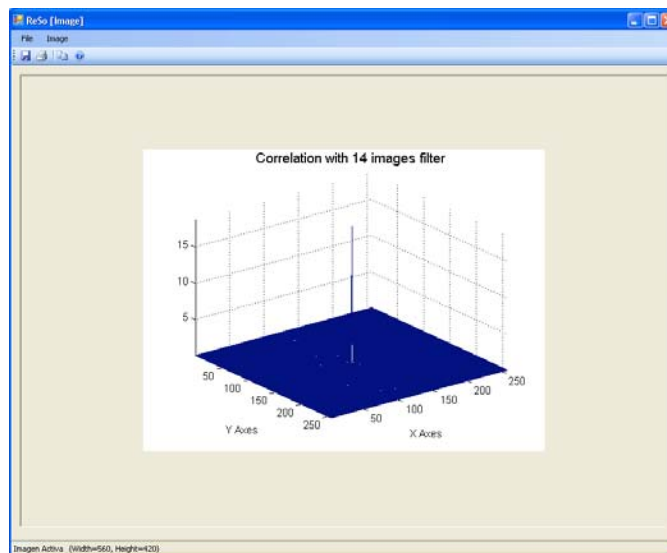 ReSo [Image]
File Image
Correlation with 14 images filter
15
10
5
50
100
150
200
250
Y Axes
50
100
150
200
250
X Axes
Imagen Activa (Width=560, Height=420)